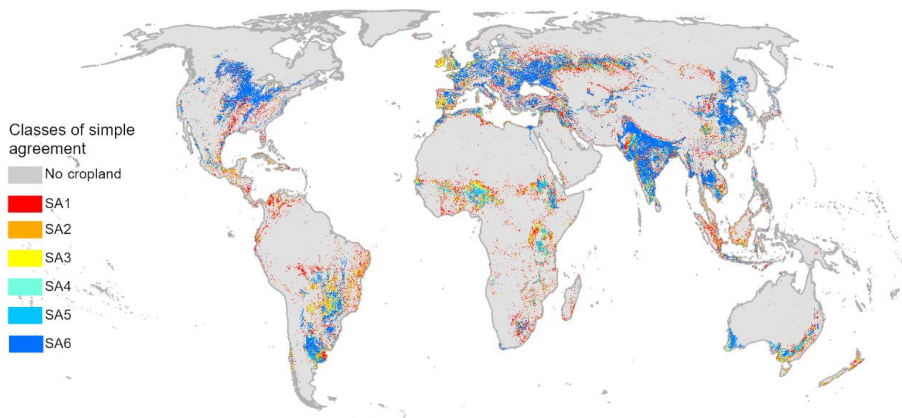 Classes of simple
agreement
No cropland
SA1
SA2
SA3
SA4
SA5
SA6